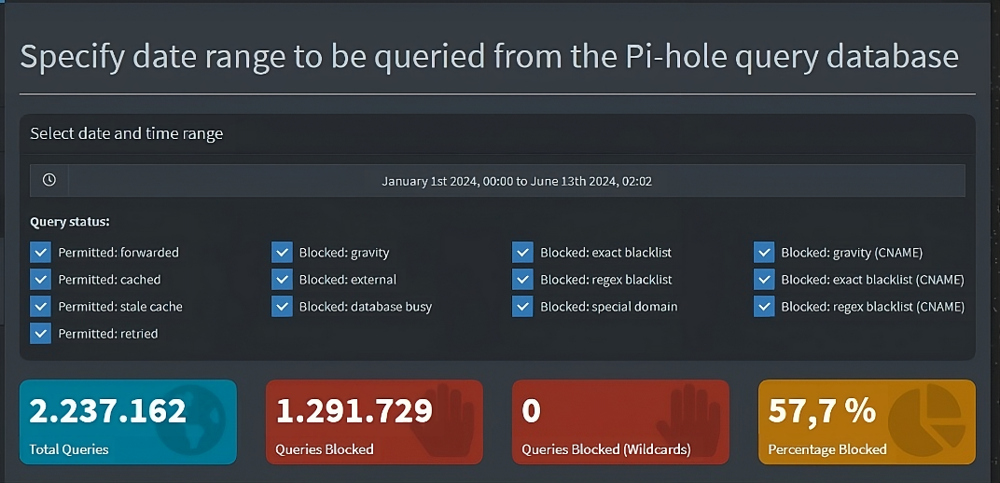 Specify date range to be queried from the Pi-hole query database
Select date and time range
January 1st 2024, 00:00 to June 13th 2024, 02:02
Query status:
Permitted: forwarded
Blocked: gravity
Blocked: exact blacklist
Blocked: gravity (CNAME)
Permitted: cached
Blocked: external
Blocked: regex blacklist
Blocked: exact blacklist (CNAME)
Permitted: stale cache
Blocked: database busy
Blocked: special domain
Blocked: regex blacklist (CNAME)
Permitted: retried
2.237.162
Total Queries
1.291.729
Queries Blocked
0
Queries Blocked (Wildcards)
57,7 %
Percentage Blocked